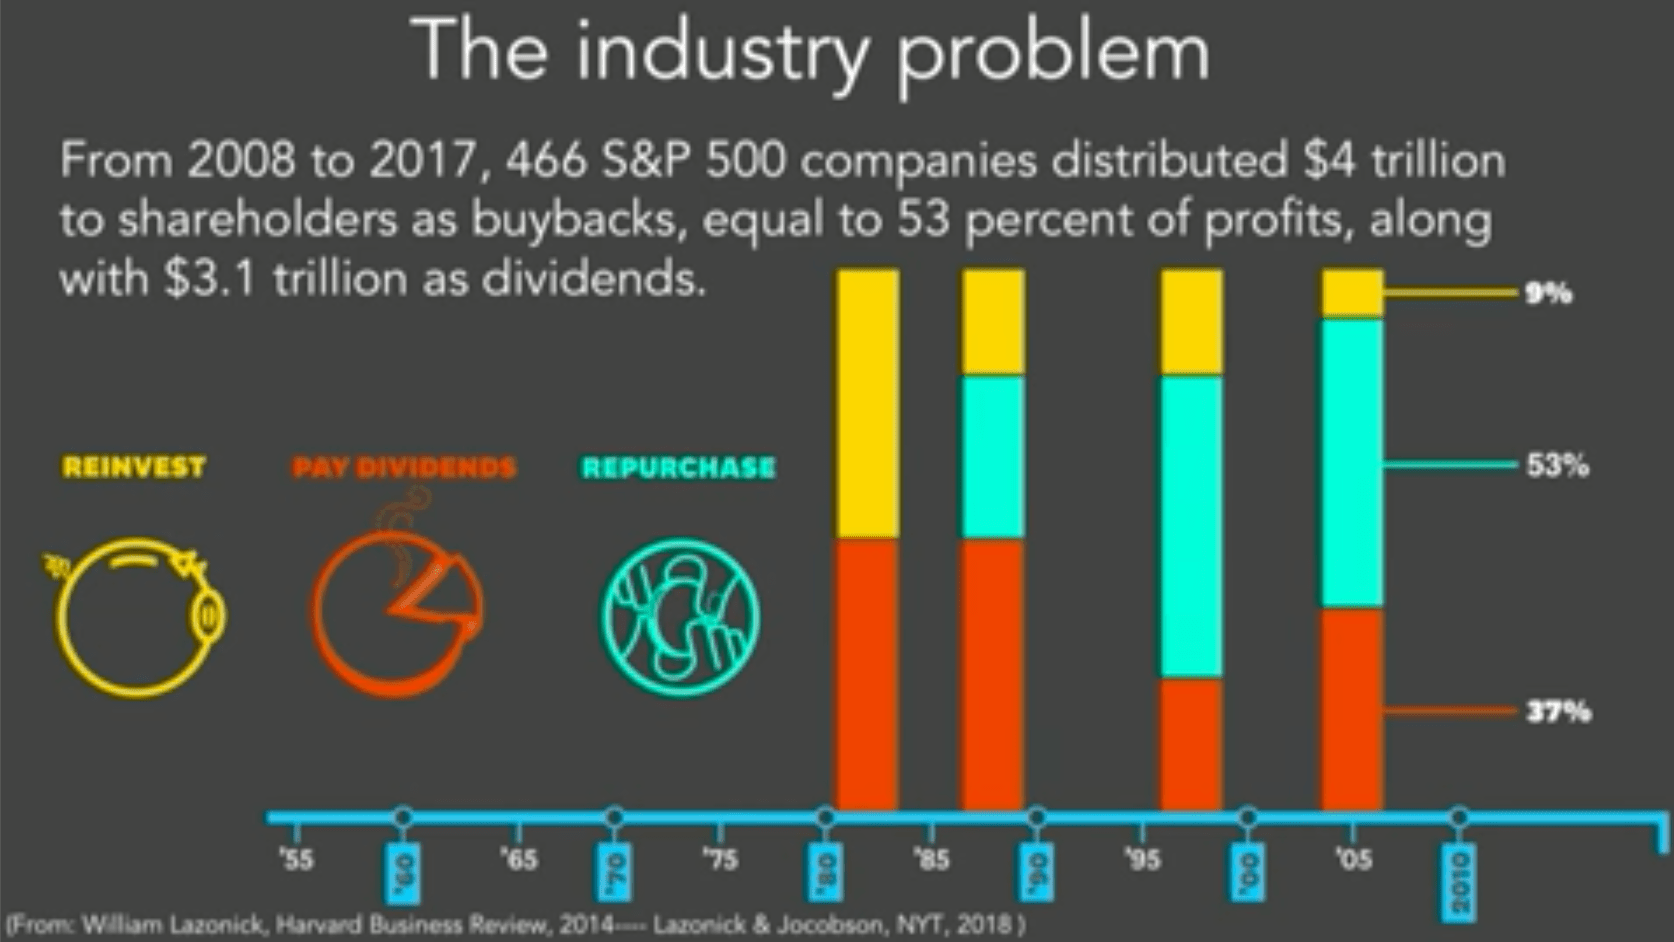 The industry problem
From 2008 to 2017, 466 S&P 500 companies distributed $4 trillion
to shareholders as buybacks, equal to 53 percent of profits, along
with $3.1 trillion as dividends.
9%
REINVEST PAY DIVIDENDS REPURCHASE 53%
37%
'55 '60 '65 '70 '75 '80 '85 '90 '95 '00 '05 2010
(From: William Lazonick, Harvard Business Review, 2014---- Lazonick & Jocobson, NYT, 2018 )